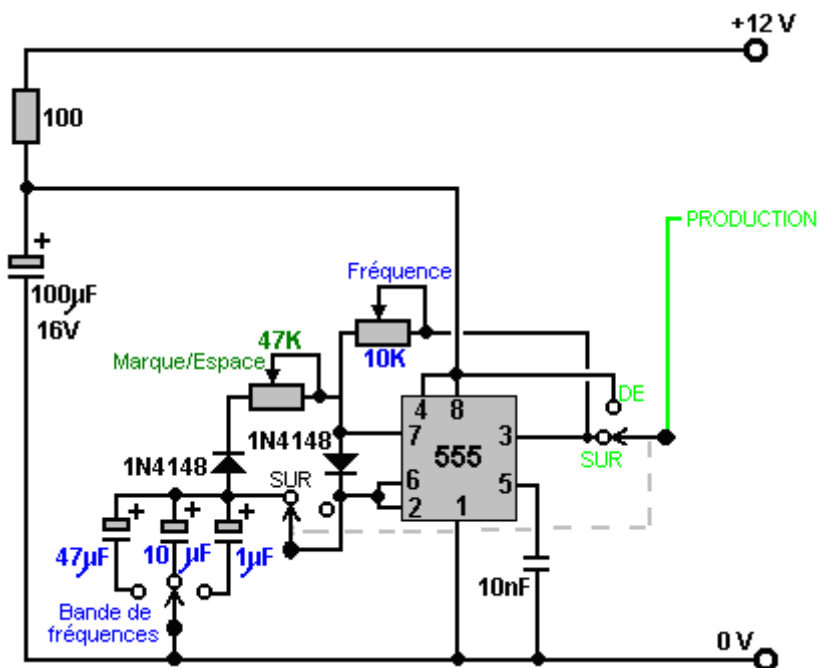 +12 V
100
PRODUCTION
+
100µF
16V
Fréquence
10K
47K
Marque/Espace
DE
4 8
7
3
1N4148
555
SUR
1N4148
SUR
6
2
5
1
+ + +
47µF
10 µF
1µF
10nF
Bande de
fréquences
0 V